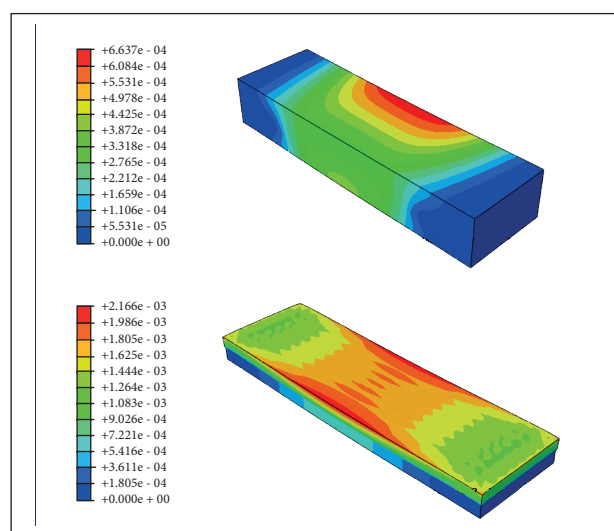 +6.637e - 04
+6.084e - 04
+5.531e - 04
+4.978e - 04
+4.425e - 04
+3.872e - 04
+3.318e - 04
+2.765e - 04
+2.212e - 04
+1.659e - 04
+1.106e - 04
+5.531e - 05
+0.000e + 00
+2.166e - 03
+1.986e - 03
+1.805e - 03
+1.625e - 03
+1.444e - 03
+1.264e - 03
+1.083e - 03
+9.026e - 04
+7.221e - 04
+5.416e - 04
+3.611e - 04
+1.805e - 04
+0.000e + 00